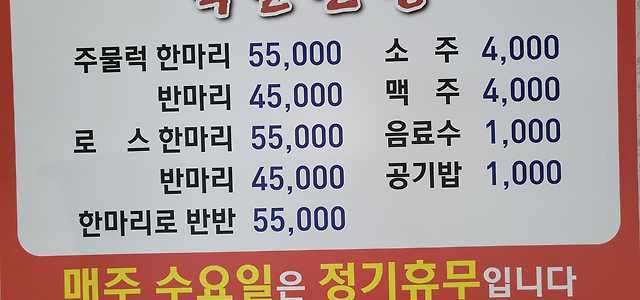 주물럭 한마리 55,000
반마리 45,000
로 스 한마리 55,000
반마리 45,000
한마리로 반반 55,000
소 주 4,000
맥 주 4,000
음료수 1,000
공기밥 1,000
매주 수요일은 정기휴무입니다